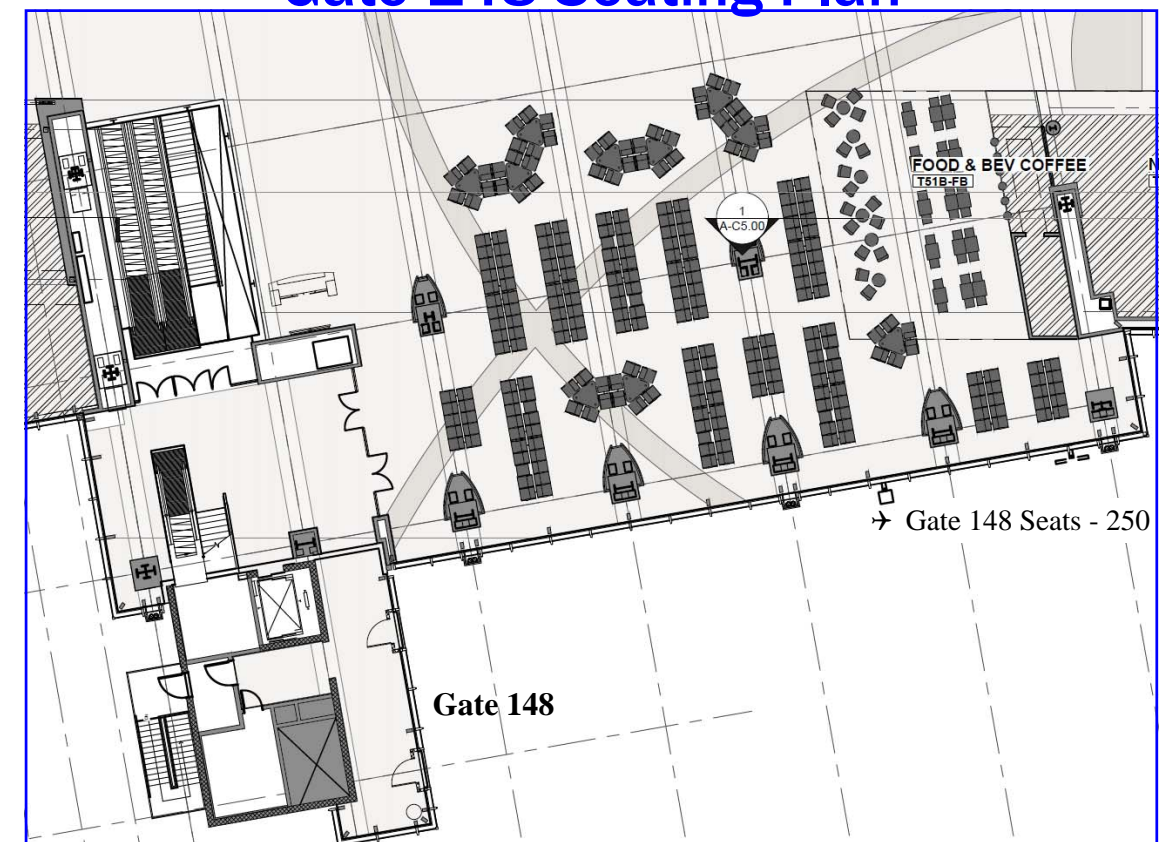 1
A-C5.00
FOOD & BEV COFFEE
T51B-FB
N
✈ Gate 148 Seats - 250
Gate 148